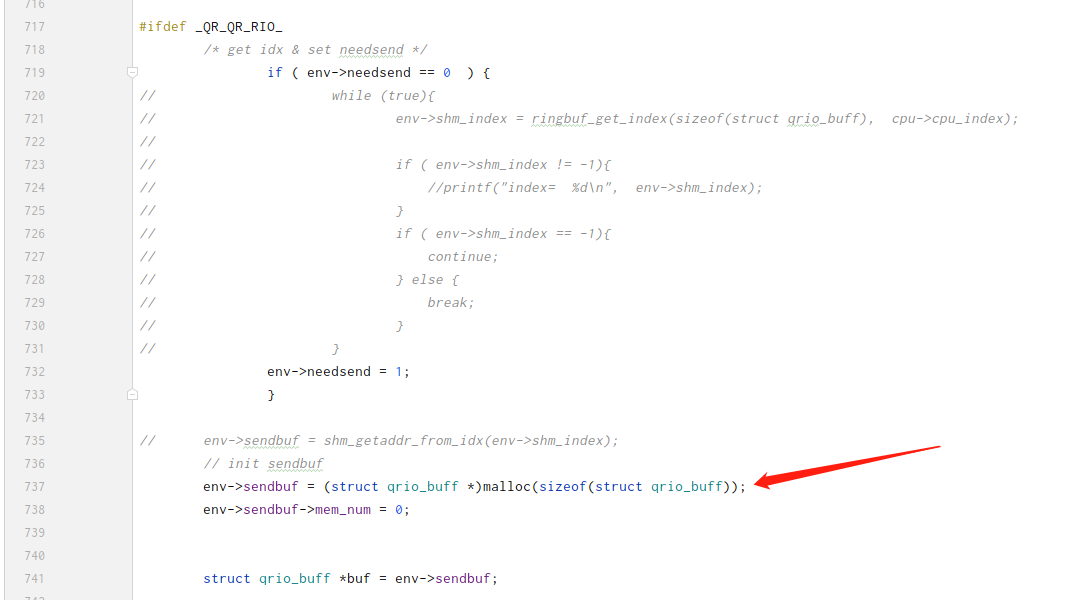 716
717 #ifdef _QR_QR_RIO_
718 /* get idx & set needsend */
719 if ( env->needsend == 0  ) {
720 // while (true){
721 // env->shm_index = ringbuf_get_index(sizeof(struct qrio_buff),  cpu->cpu_index);
722 //
723 // if ( env->shm_index != -1){
724 // //printf("index=  %d\n",  env->shm_index);
725 // }
726 // if ( env->shm_index == -1){
727 // continue;
728 // } else {
729 // break;
730 // }
731 // }
732 env->needsend = 1;
733 }
734
735 // env->sendbuf = shm_getaddr_from_idx(env->shm_index);
736 // init sendbuf
737 env->sendbuf = (struct qrio_buff *)malloc(sizeof(struct qrio_buff));
738 env->sendbuf->mem_num = 0;
739
740
741 struct qrio_buff *buf = env->sendbuf;